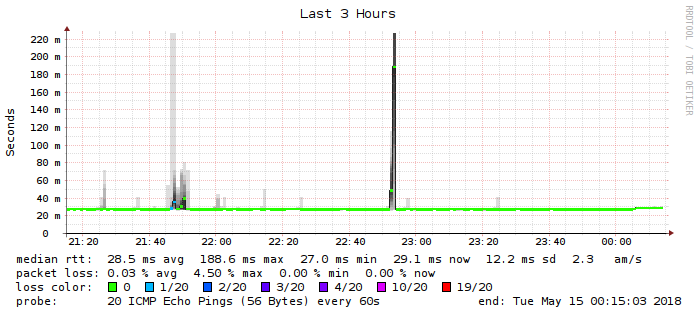 Last 3 Hours
RRDTOOL / TOBI OETIKER
Seconds
220 m
200 m
180 m
160 m
140 m
120 m
100 m
80 m
60 m
40 m
20 m
0
21:20 21:40 22:00 22:20 22:40 23:00 23:20 23:40 00:00
median rtt: 28.5 ms avg 188.6 ms max 27.0 ms min 29.1 ms now 12.2 ms sd 2.3 am/s
packet loss: 0.03 % avg 4.50 % max 0.00 % min 0.00 % now
loss color: 0 1/20 2/20 3/20 4/20 10/20 19/20
probe: 20 ICMP Echo Pings (56 Bytes) every 60s end: Tue May 15 00:15:03 2018